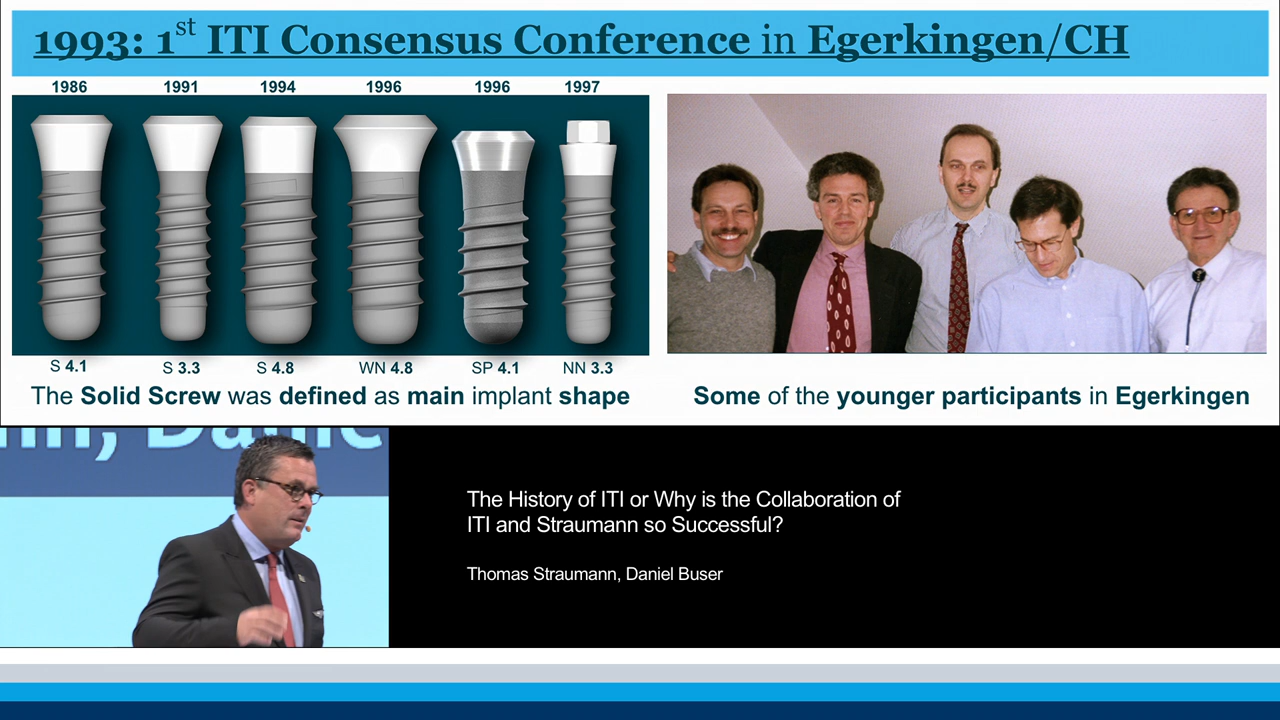 1993: 1st ITI Consensus Conference in Egerkingen/CH
1986 1991 1994 1996 1996 1997
S 4.1 S 3.3 S 4.8 WN 4.8 SP 4.1 NN 3.3
The Solid Screw was defined as main implant shape
Some of the younger participants in Egerkingen
The History of ITI or Why is the Collaboration of
ITI and Straumann so Successful?
Thomas Straumann, Daniel Buser